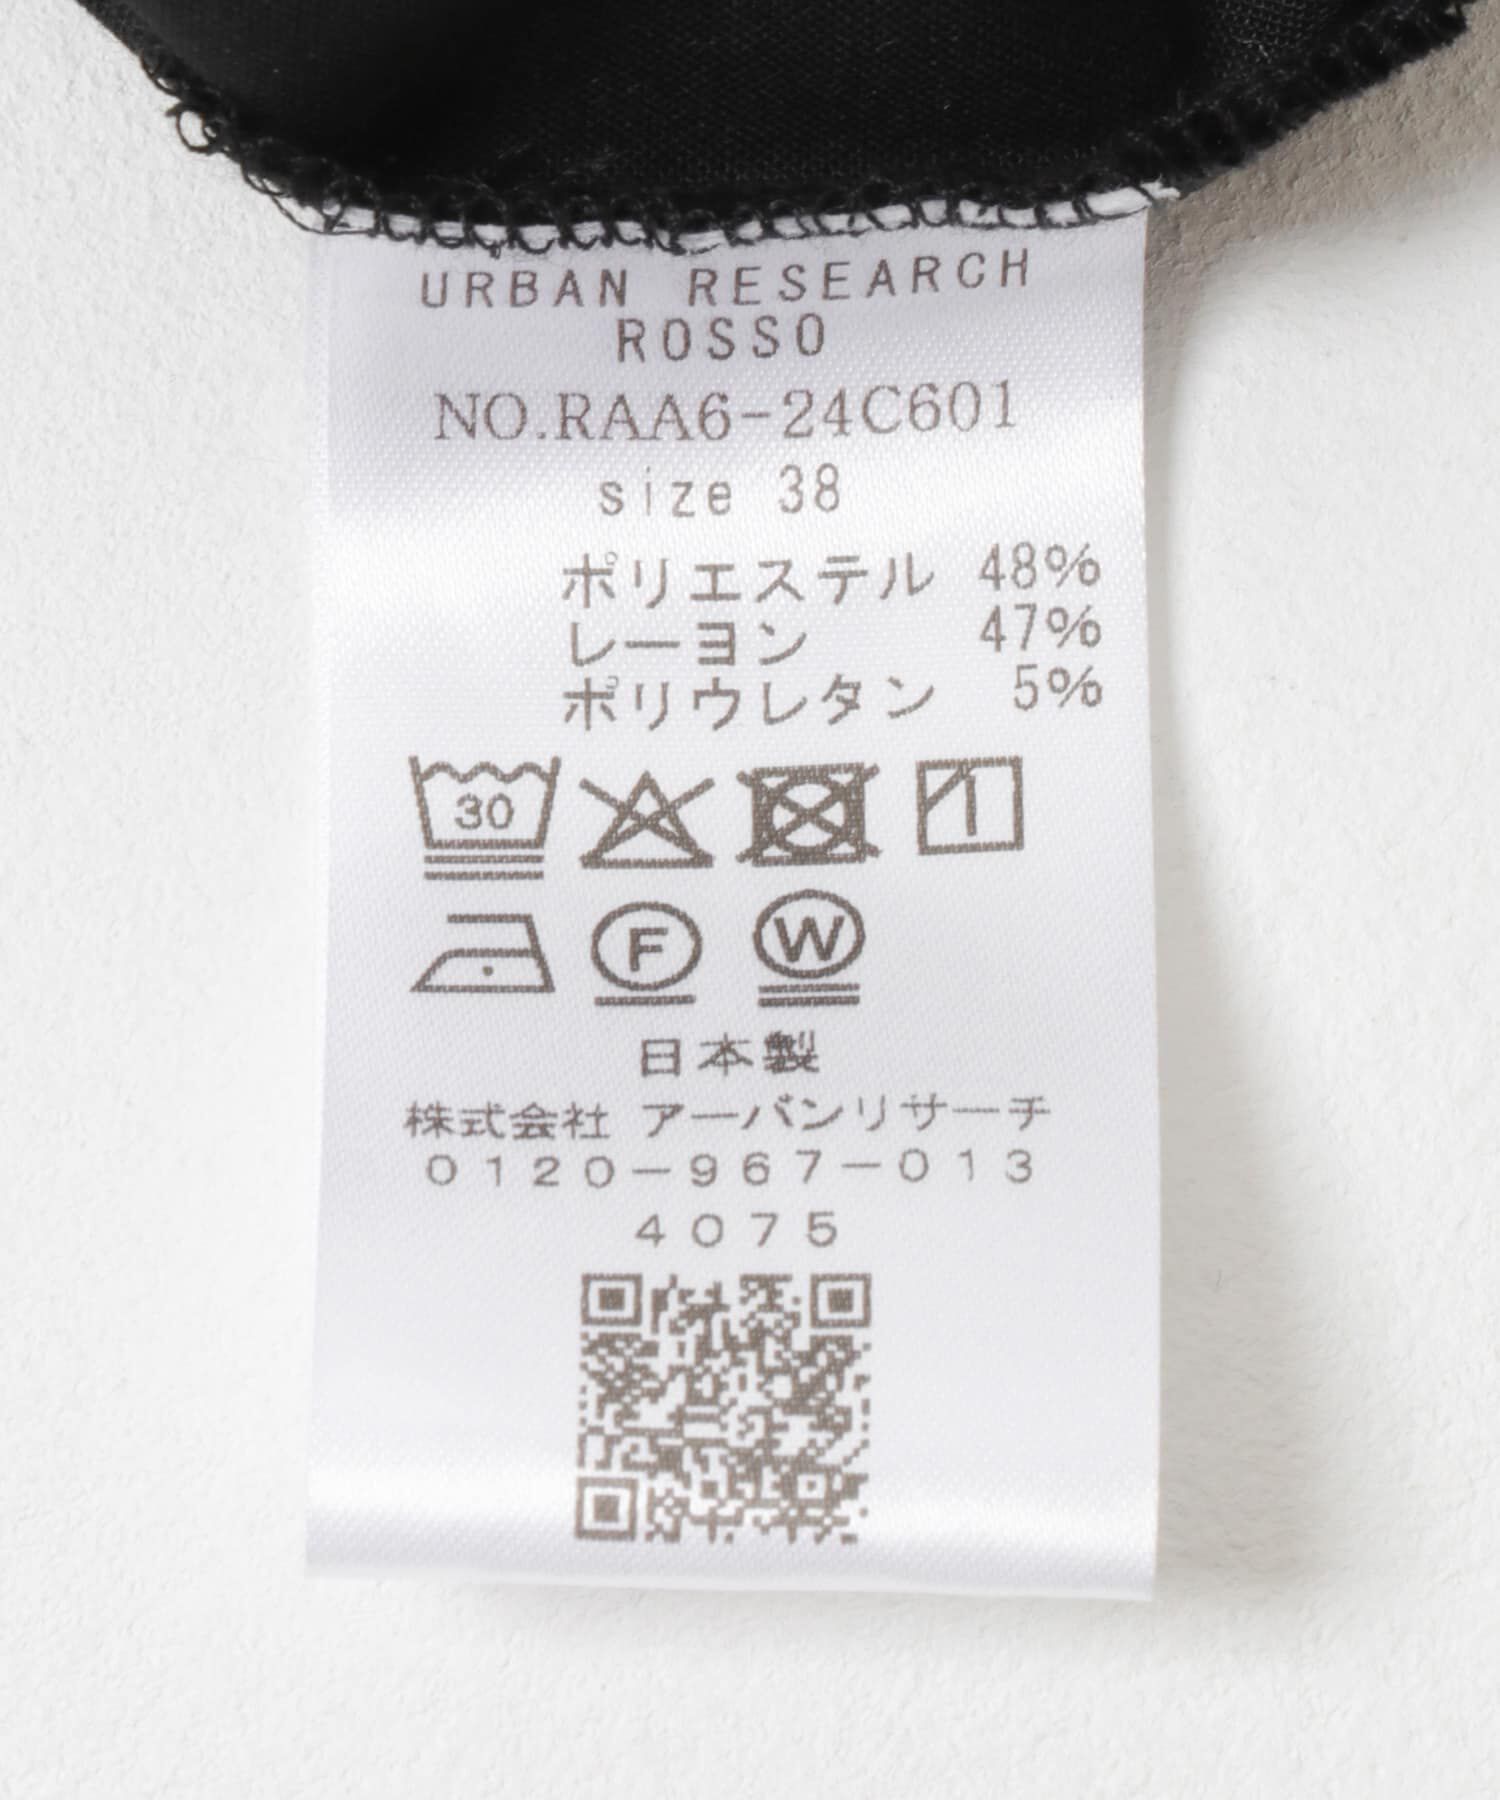 URBAN RESEARCH
ROSSO
NO.RAA6-24C601
size 38
ポリエステル 48%
レーヨン 47%
ポリウレタン 5%
30
F W
日本製
株式会社 アーバンリサーチ
0120-967-013
4075